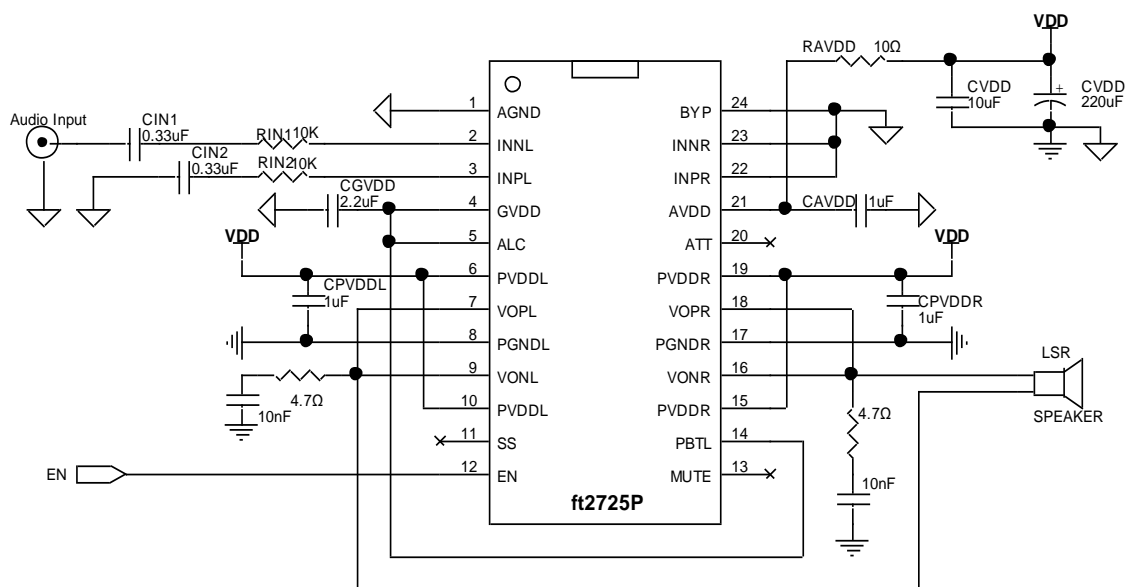 VDD
RAVDD 10Ω
CVDD
10uF
CVDD
220uF
+
Audio Input
CIN1
0.33uF
RIN1 10K
CIN2
0.33uF
RIN2 10K
CGVDD
2.2uF
VDD
CPVDDL
1uF
4.7Ω
10nF
EN
1 AGND
2 INNL
3 INPL
4 GVDD
5 ALC
6 PVDDL
7 VOPL
8 PGNDL
9 VONL
10 PVDDL
11 SS
12 EN
ft2725P
BYP 24
INNR 23
INPR 22
AVDD 21
ATT 20
PVDDR 19
VOPR 18
PGNDR 17
VONR 16
PVDDR 15
PBTL 14
MUTE 13
CAVDD 1uF
VDD
CPVDDR
1uF
LSR
SPEAKER
4.7Ω
10nF